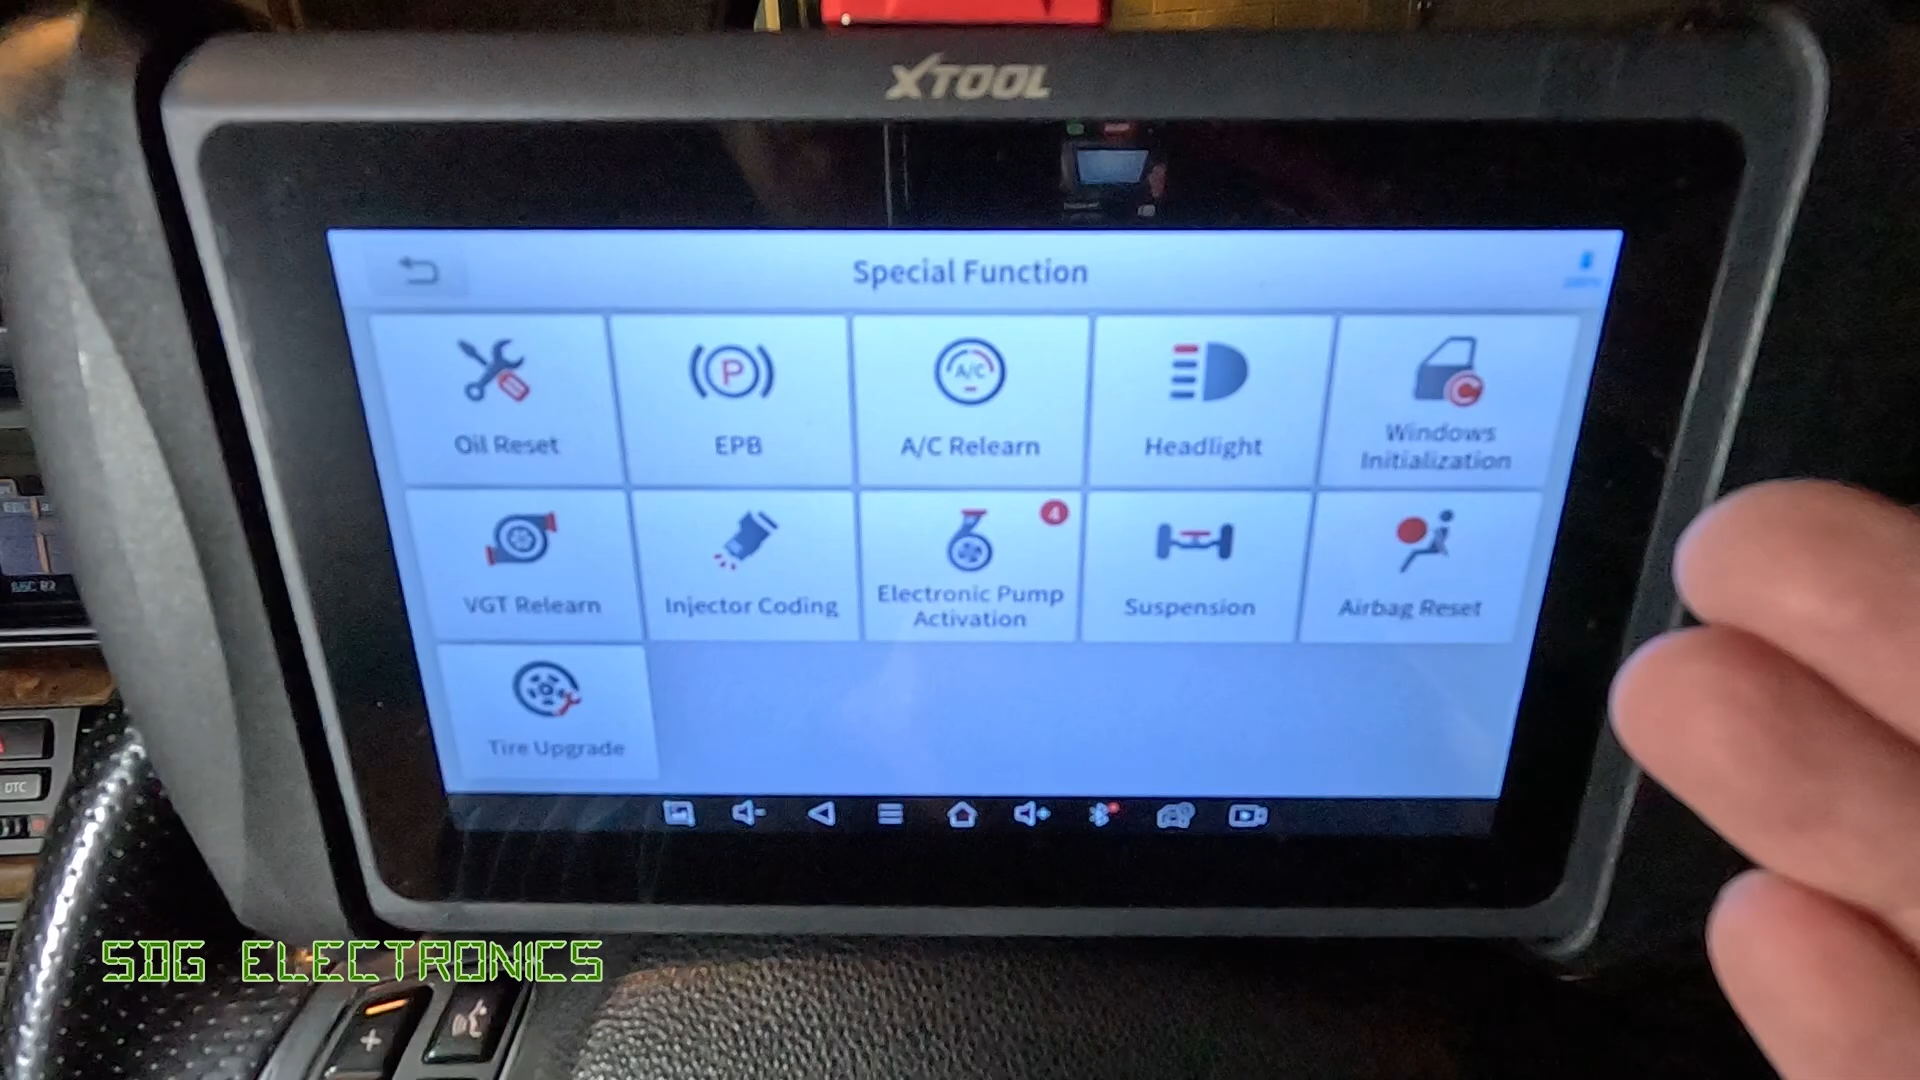 XTOOL
Special Function
Oil Reset
P
EPB
A/C
A/C Relearn
Headlight
Windows
Initialization
VGT Relearn
Injector Coding
4
Electronic Pump
Activation
Suspension
Airbag Reset
Tire Upgrade
DTC
SDG ELECTRONICS
+